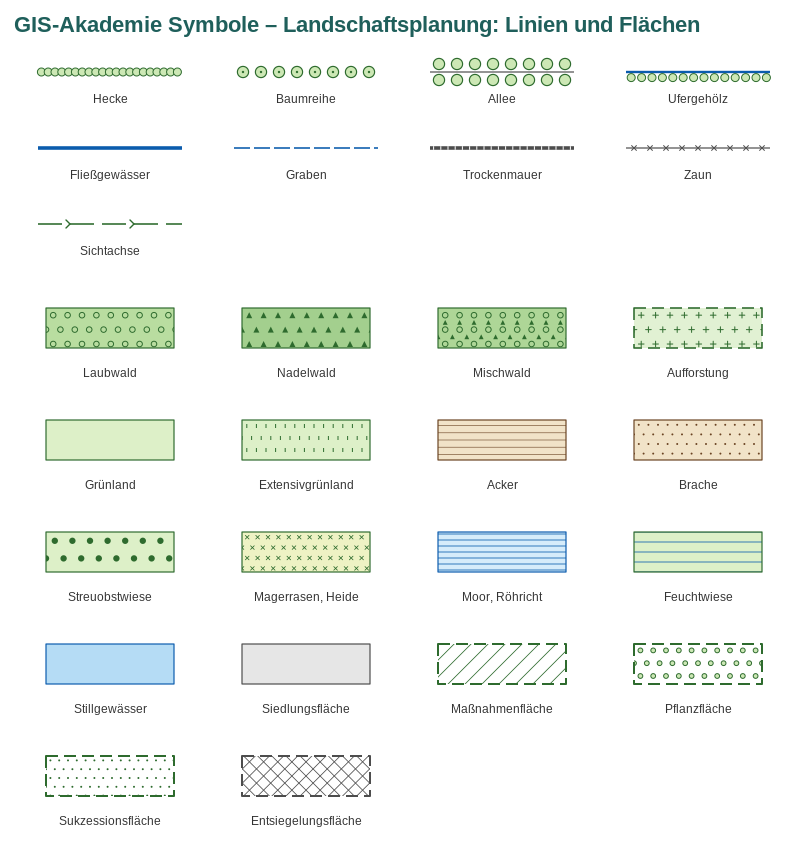 GIS-Akademie Symbole – Landschaftsplanung: Linien und Flächen
Hecke
Baumreihe
Allee
Ufergehölz
Fließgewässer
Graben
Trockenmauer
Zaun
Sichtachse
Laubwald
Nadelwald
Mischwald
Aufforstung
Grünland
Extensivgrünland
Acker
Brache
Streuobstwiese
Magerrasen, Heide
Moor, Röhricht
Feuchtwiese
Stillgewässer
Siedlungsfläche
Maßnahmenfläche
Pflanzfläche
Sukzessionsfläche
Entsiegelungsfläche